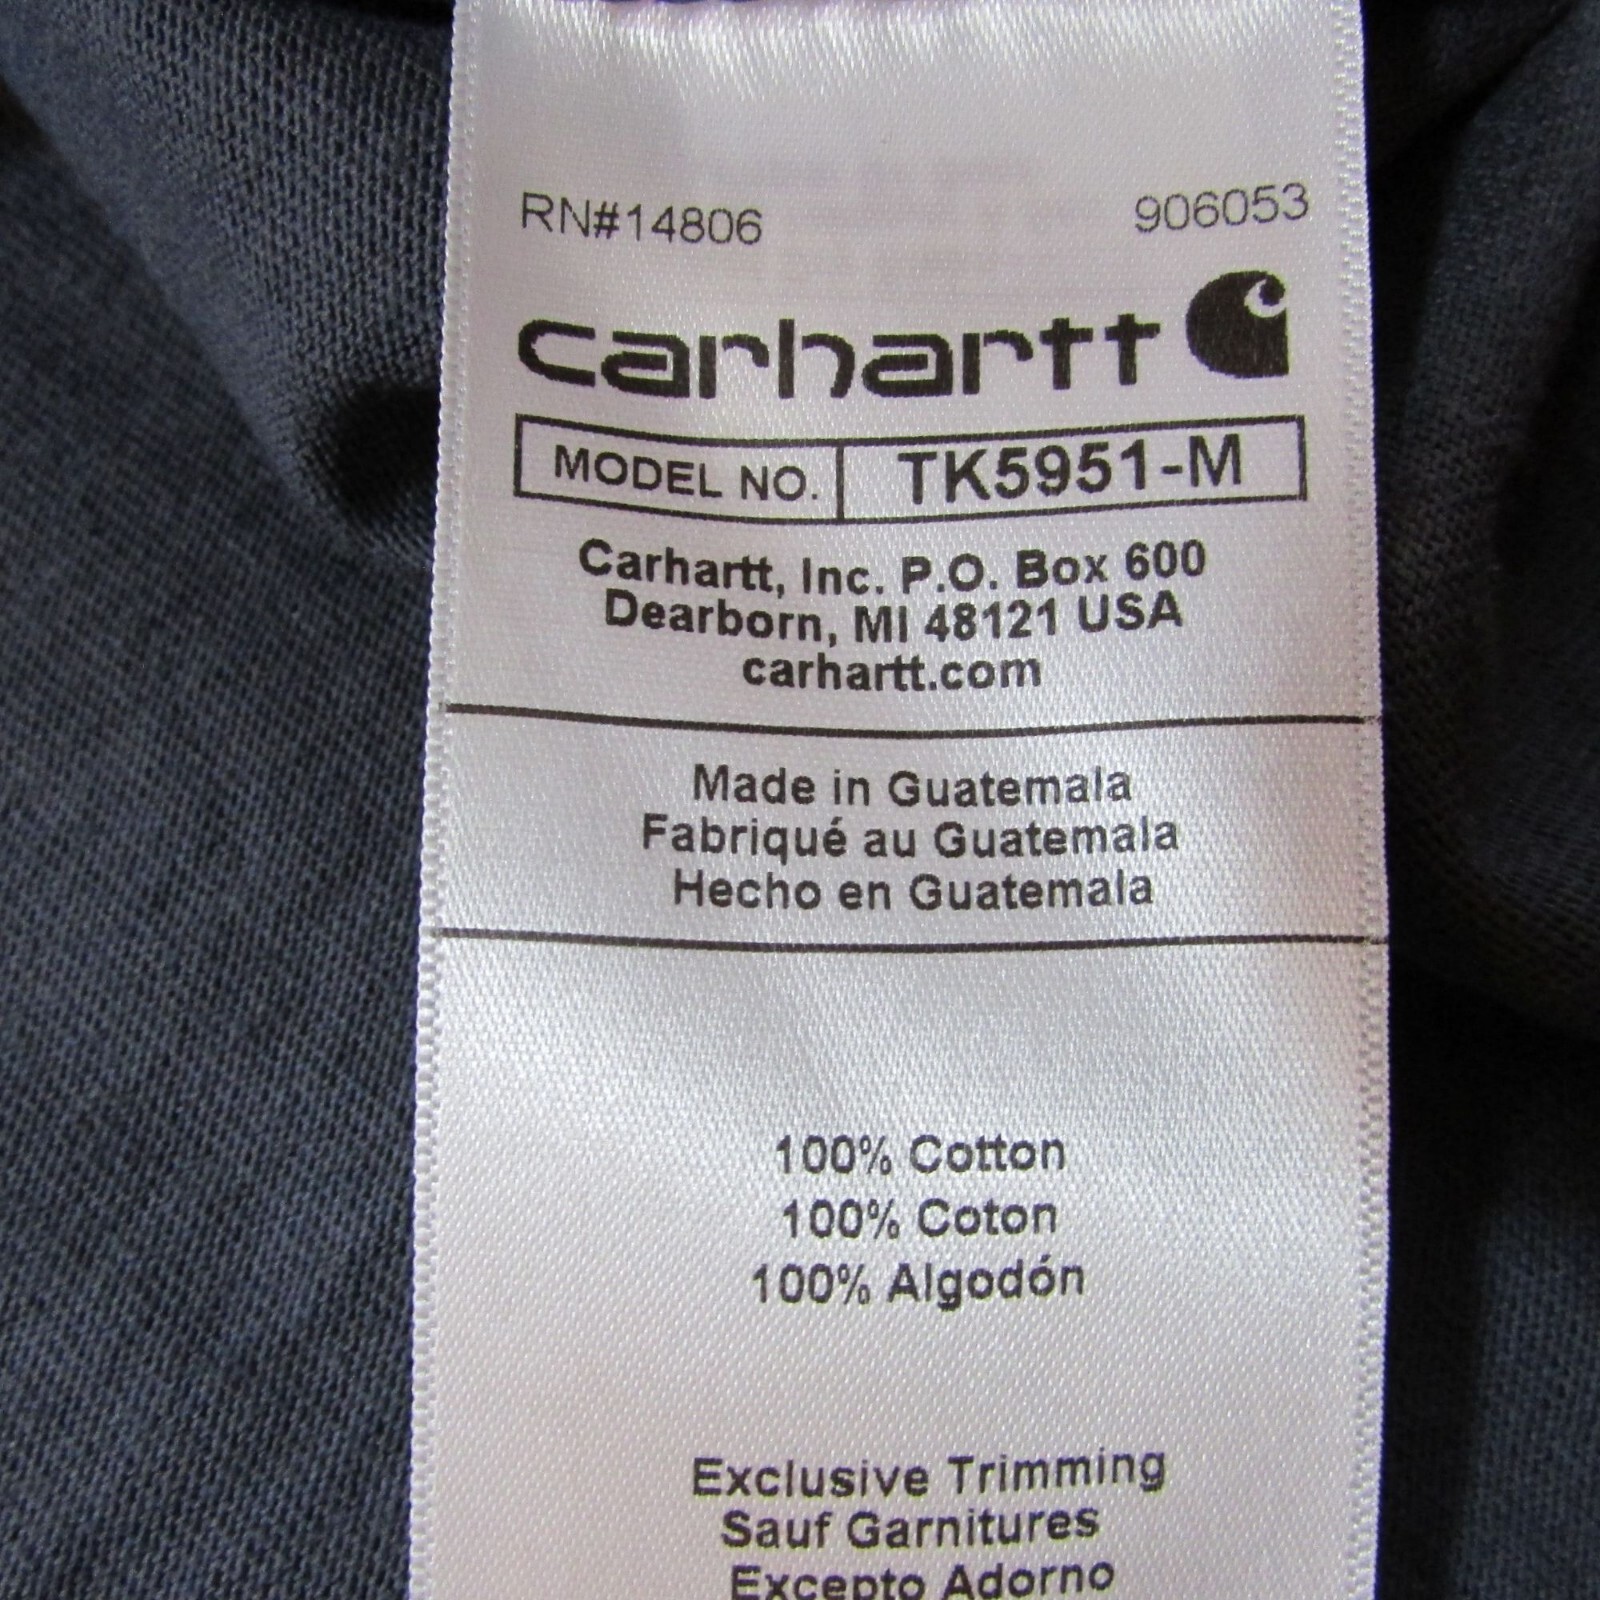 RN#14806 906053
carhartt
MODEL NO. TK5951-M
Carhartt, Inc. P.O. Box 600
Dearborn, MI 48121 USA
carhartt.com
Made in Guatemala
Fabriqué au Guatemala
Hecho en Guatemala
100% Cotton
100% Coton
100% Algodón
Exclusive Trimming
Sauf Garnitures
Excepto Adorno